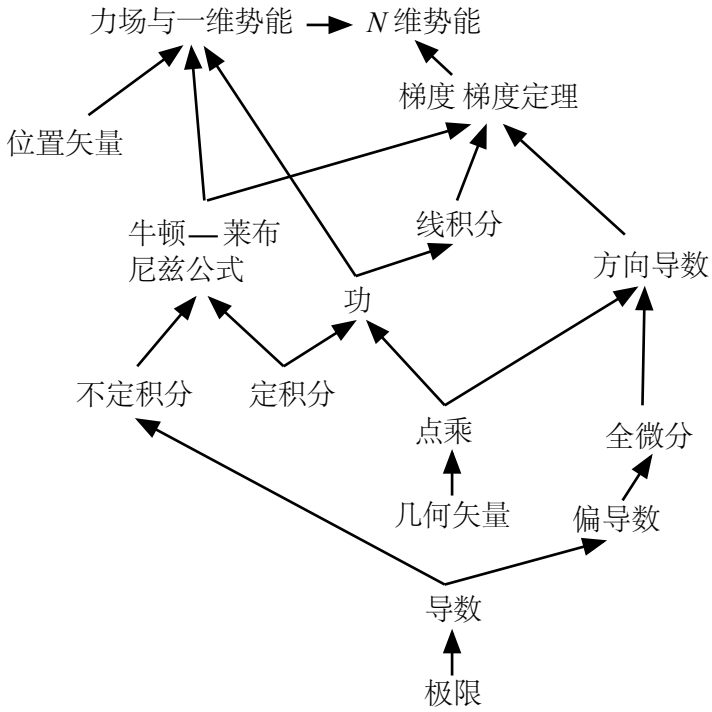 力场与一维势能
N 维势能
梯度 梯度定理
位置矢量
线积分
牛顿—莱布
尼兹公式
方向导数
功
不定积分
定积分
点乘
全微分
几何矢量
偏导数
导数
极限